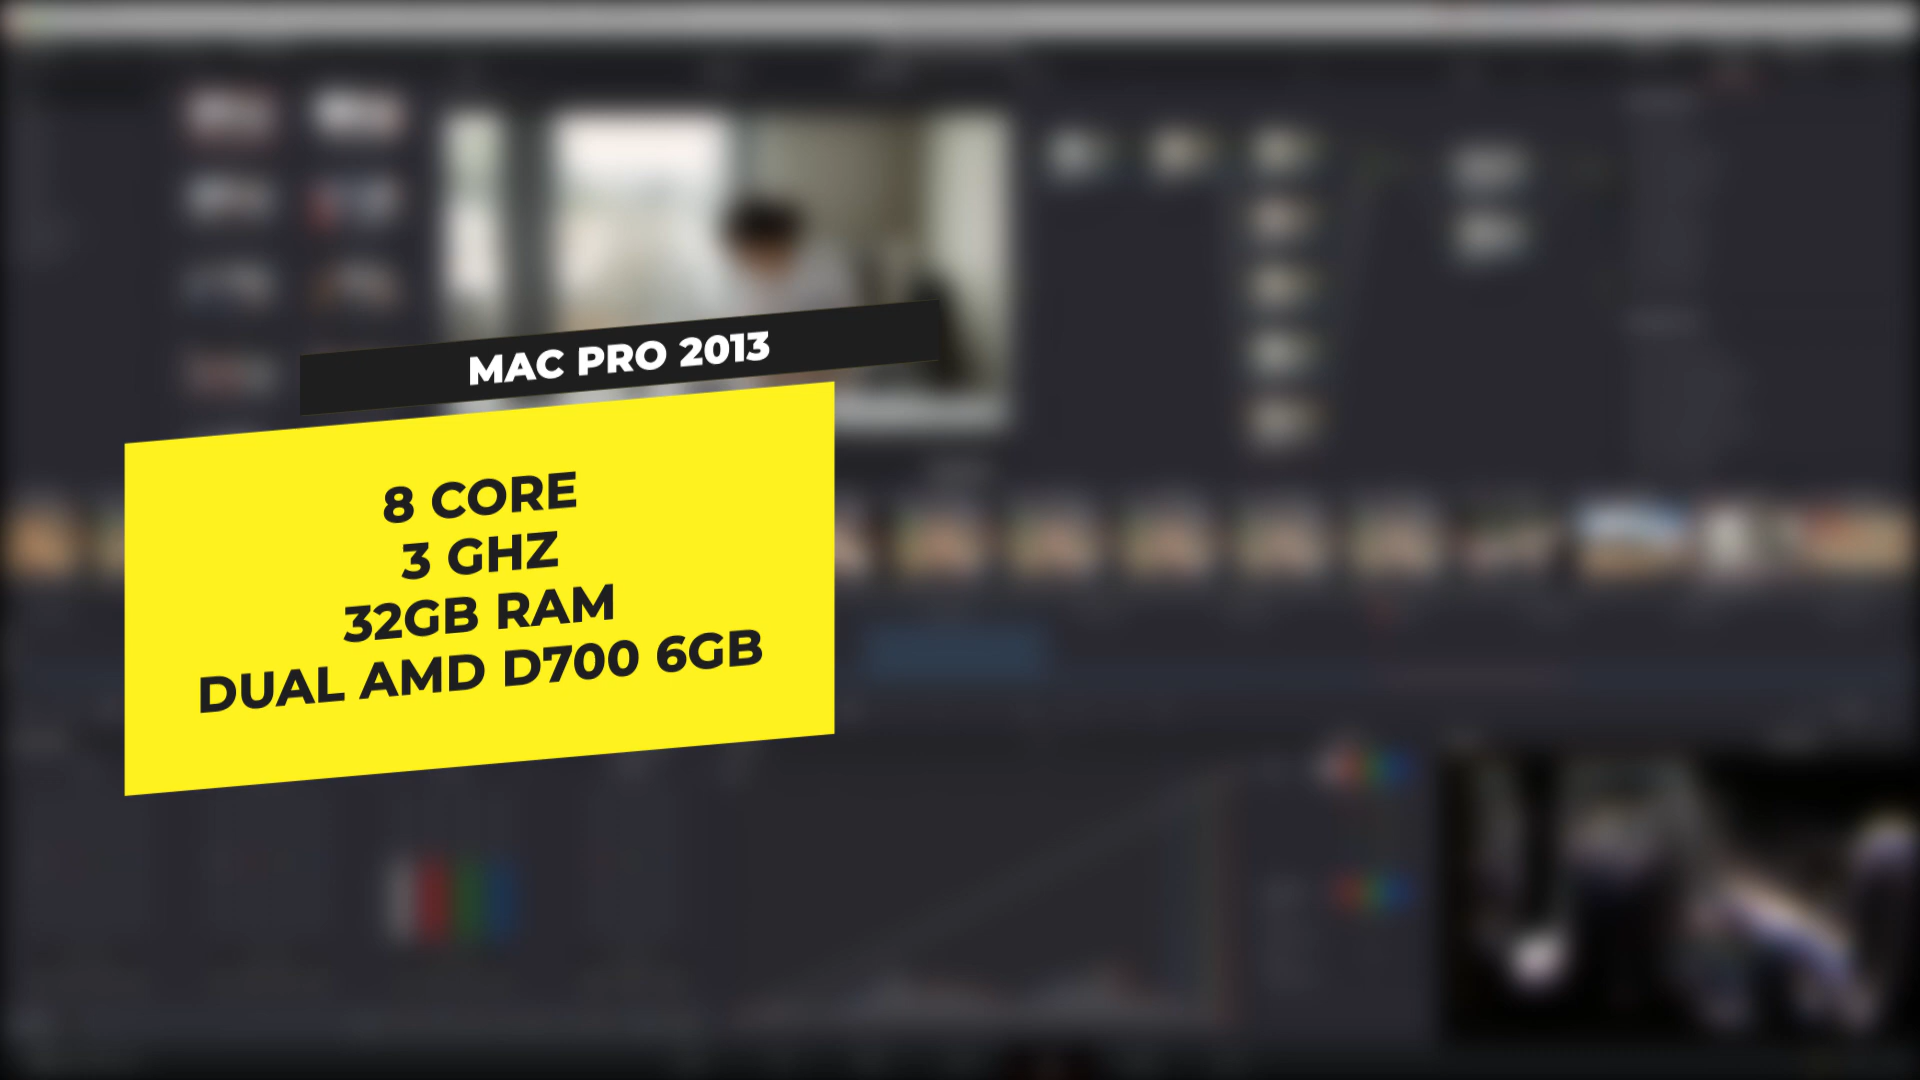 MAC PRO 2013
8 CORE
3 GHZ
32GB RAM
DUAL AMD D700 6GB